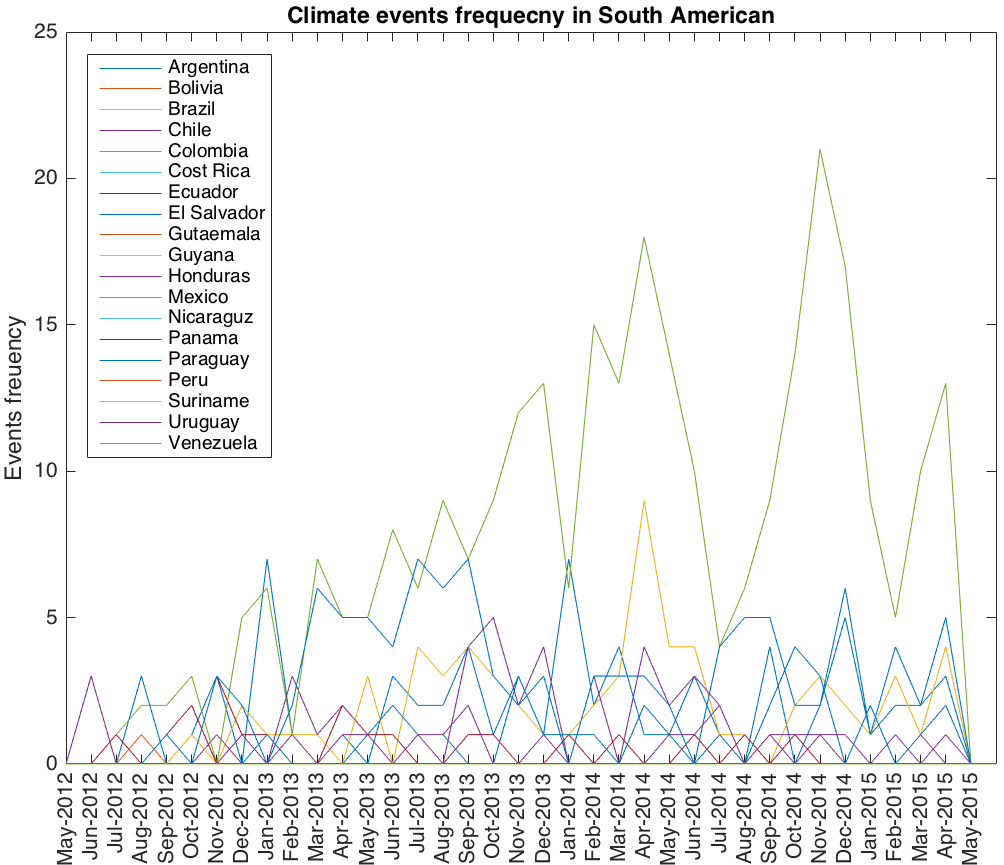 Climate events frequecny in South American
25
20
15
10
5
0
Events freuency
Argentina
Bolivia
Brazil
Chile
Colombia
Cost Rica
Ecuador
El Salvador
Gutaemala
Guyana
Honduras
Mexico
Nicaraguz
Panama
Paraguay
Peru
Suriname
Uruguay
Venezuela
May-2012
Jun-2012
Jul-2012
Aug-2012
Sep-2012
Oct-2012
Nov-2012
Dec-2012
Jan-2013
Feb-2013
Mar-2013
Apr-2013
May-2013
Jun-2013
Jul-2013
Aug-2013
Sep-2013
Oct-2013
Nov-2013
Dec-2013
Jan-2014
Feb-2014
Mar-2014
Apr-2014
May-2014
Jun-2014
Jul-2014
Aug-2014
Sep-2014
Oct-2014
Nov-2014
Dec-2014
Jan-2015
Feb-2015
Mar-2015
Apr-2015
May-2015